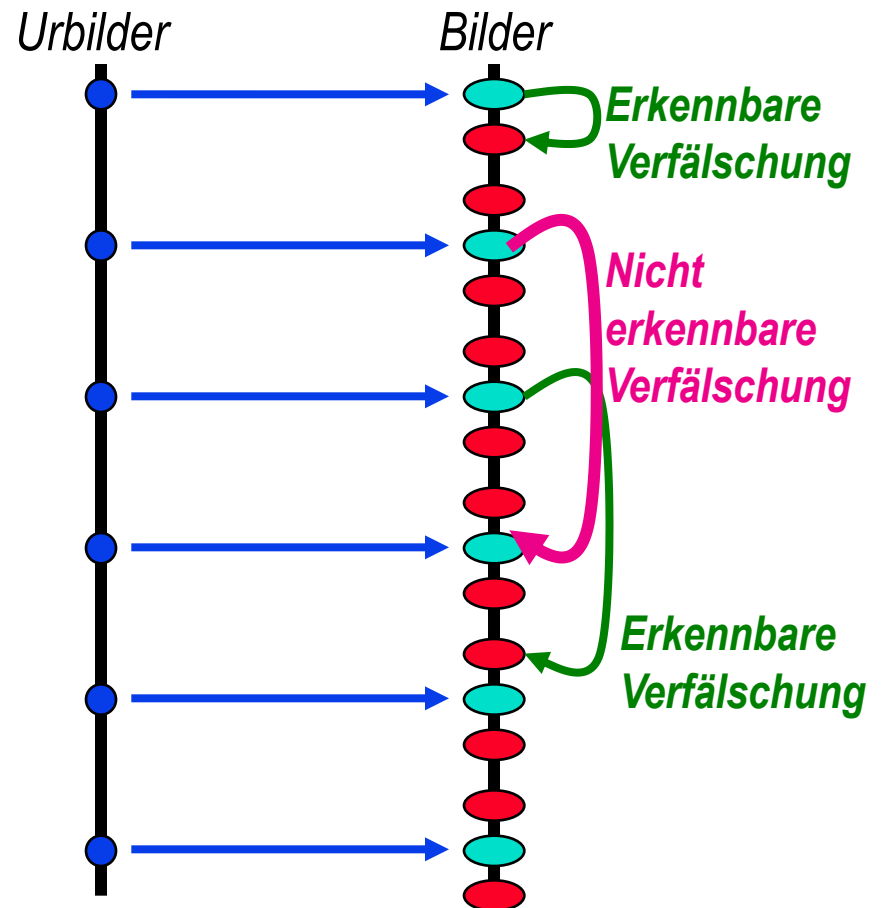 Urbilder
Bilder
Erkennbare
Verfälschung
Nicht
erkennbare
Verfälschung
Erkennbare
Verfälschung